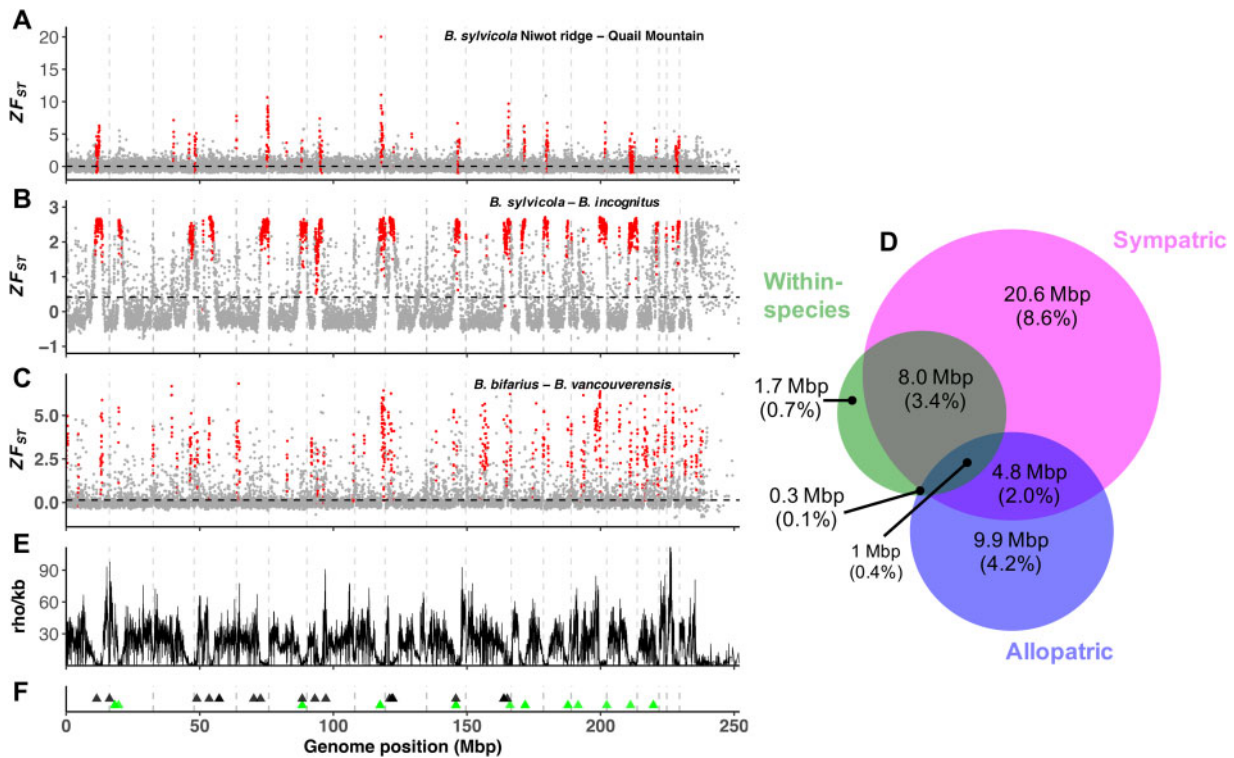 A
B. sylvicola Niwot ridge – Quail Mountain
ZF_ST
20
15
10
5
0
B
B. sylvicola – B. incognitus
ZF_ST
3
2
1
0
−1
C
B. bifarius – B. vancouverensis
ZF_ST
5.0
2.5
0.0
D
Sympatric
Within-
species
20.6 Mbp
(8.6%)
8.0 Mbp
(3.4%)
1.7 Mbp
(0.7%)
4.8 Mbp
(2.0%)
0.3 Mbp
(0.1%)
1 Mbp
(0.4%)
9.9 Mbp
(4.2%)
Allopatric
E
rho/kb
90
60
30
F
0 50 100 150 200 250
Genome position (Mbp)